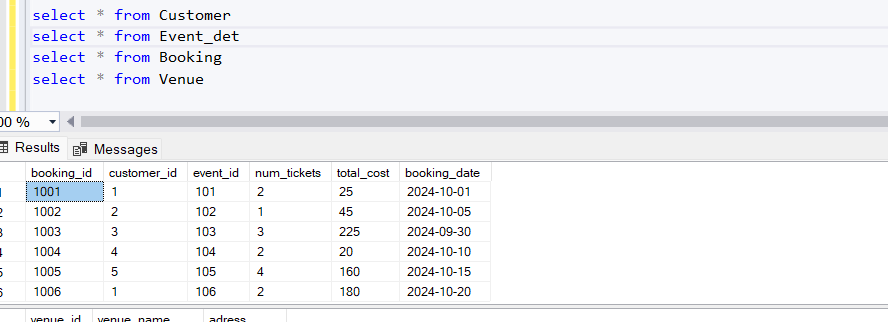 select * from Customer
select * from Event_det
select * from Booking
select * from Venue
00 %
Results Messages
booking_id customer_id event_id num_tickets total_cost booking_date
1 1001 1 101 2 25 2024-10-01
2 1002 2 102 1 45 2024-10-05
3 1003 3 103 3 225 2024-09-30
4 1004 4 104 2 20 2024-10-10
5 1005 5 105 4 160 2024-10-15
6 1006 1 106 2 180 2024-10-20
venue_id venue_name adress